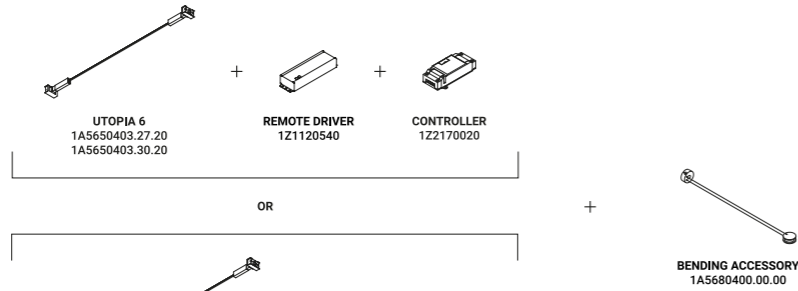 +
+
UTOPIA 6
1A5650403.27.20
1A5650403.30.20
REMOTE DRIVER
1Z1120540
CONTROLLER
1Z2170020
OR
+
BENDING ACCESSORY
1A5680400.00.00